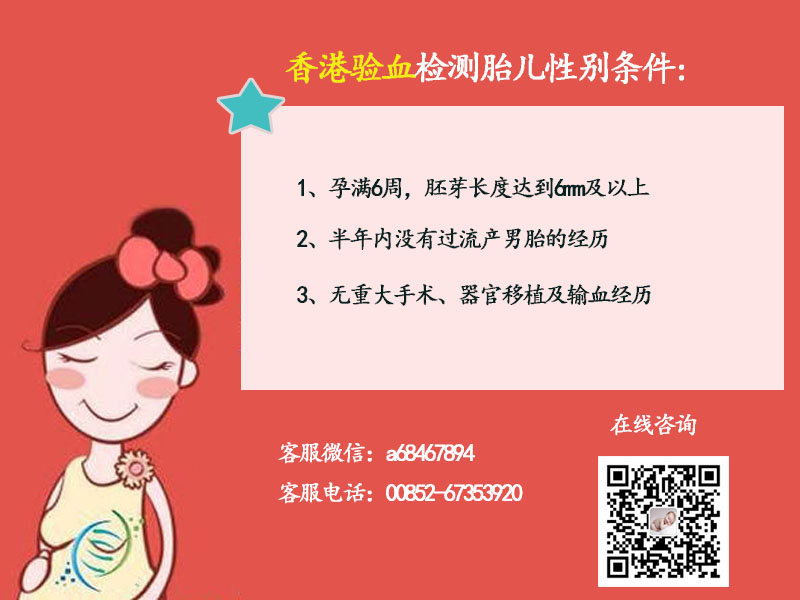 香港验血检测胎儿性别条件:
1、孕满6周，胚芽长度达到6mm及以上
2、半年内没有过流产男胎的经历
3、无重大手术、器官移植及输血经历
在线咨询
客服微信：a68467894
客服电话：00852-67353920